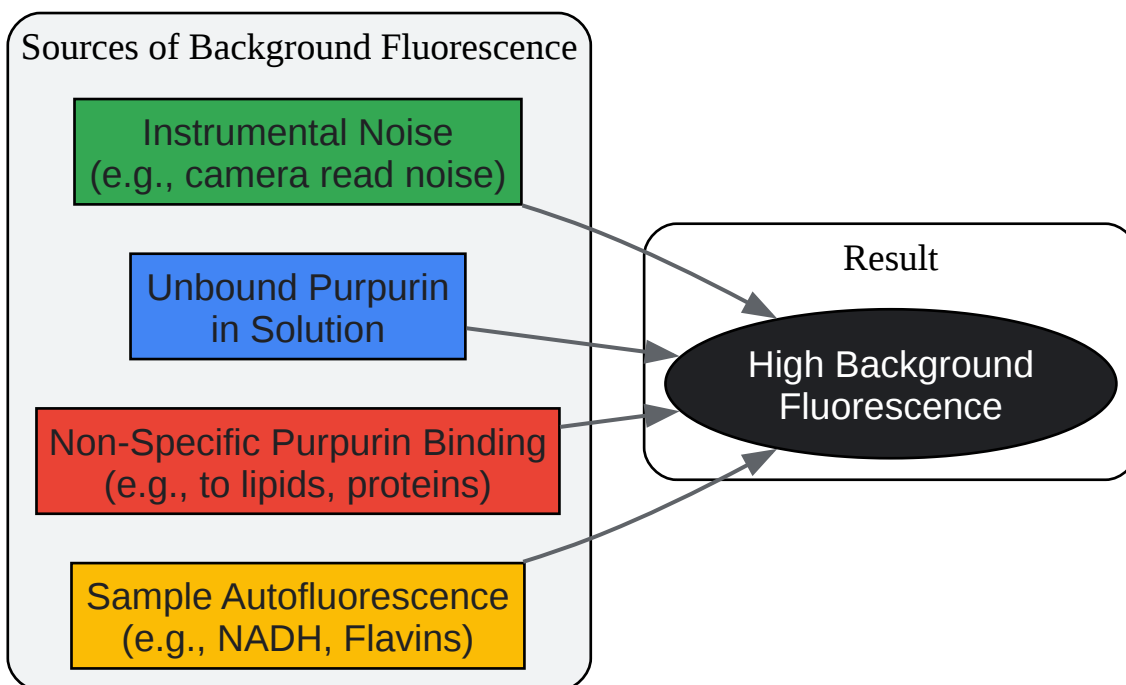 Sources of Background Fluorescence
Instrumental Noise
(e.g., camera read noise)
Unbound Purpurin
in Solution
Non-Specific Purpurin Binding
(e.g., to lipids, proteins)
Sample Autofluorescence
(e.g., NADH, Flavins)
Result
High Background
Fluorescence